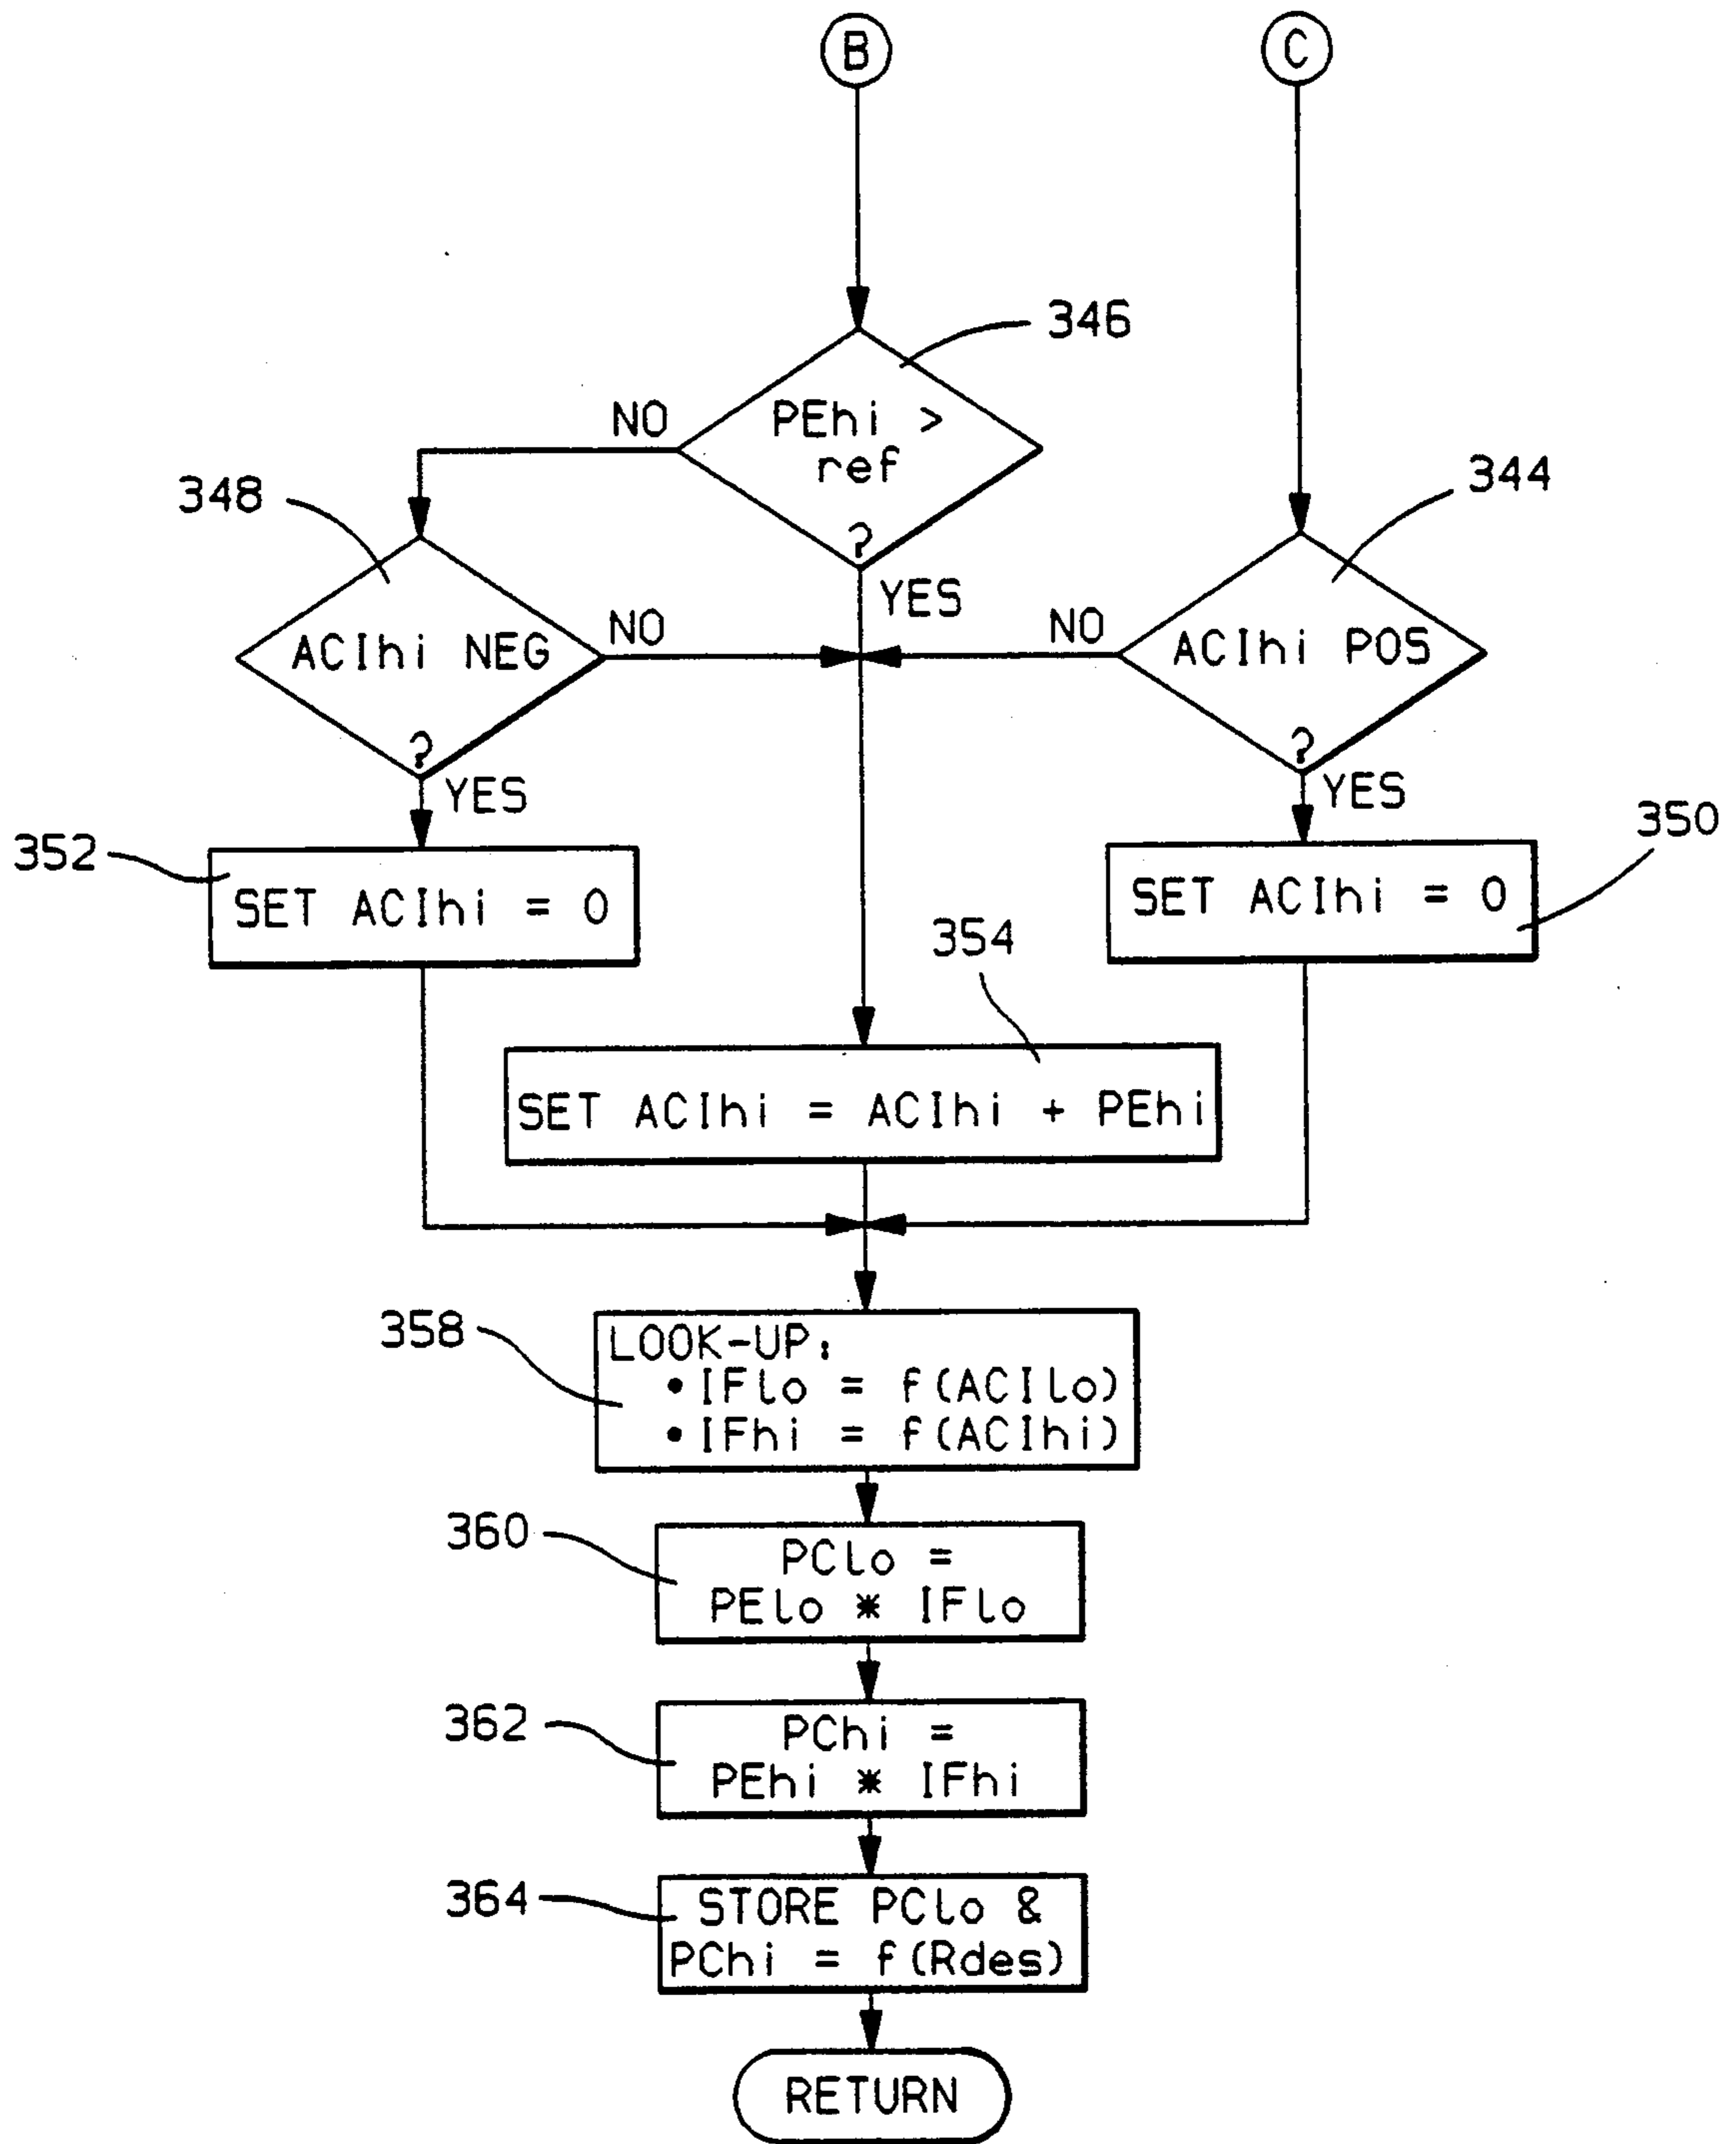 B
C
346
PEhi >
ref
?
NO
YES
348
344
ACIhi NEG
?
NO
YES
NO
ACIhi POS
?
YES
352
350
SET ACIhi = 0
SET ACIhi = 0
354
SET ACIhi = ACIhi + PEhi
358
LOOK-UP:
•IFlo = f(ACIlo)
•IFhi = f(ACIhi)
360
PClo =
PElo * IFlo
362
PChi =
PEhi * IFhi
364
STORE PClo &
PChi = f(Rdes)
RETURN